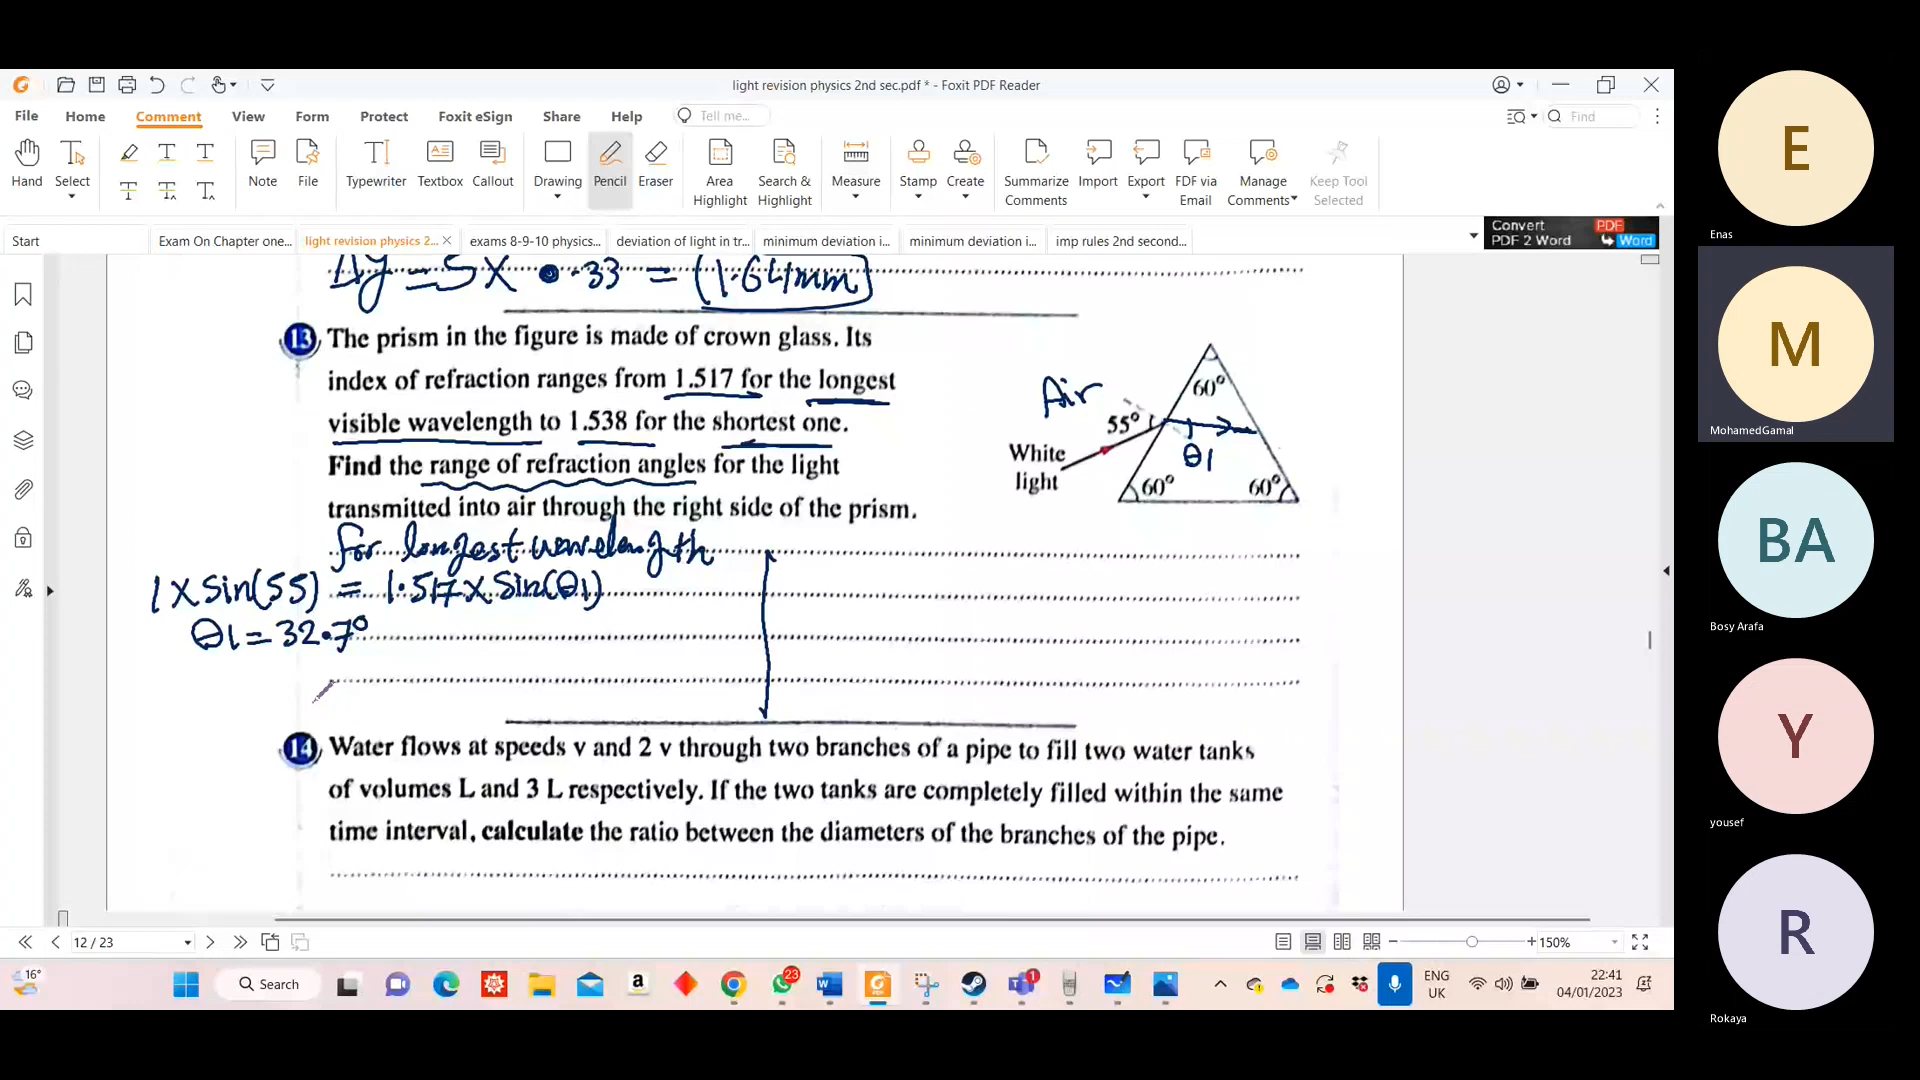 light revision physics 2nd sec.pdf * - Foxit PDF Reader
File Home Comment View Form Protect Foxit eSign Share Help Tell me... Find
Hand Select Note File Typewriter Textbox Callout Drawing Pencil Eraser Area Highlight Search & Highlight Measure Stamp Create Summarize Comments Import Export FDF via Email Manage Comments Keep Tool Selected
Start Exam On Chapter one... light revision physics 2... exams 8-9-10 physics... deviation of light in tr... minimum deviation i... minimum deviation i... imp rules 2nd second...
Convert PDF
PDF 2 Word Word
Δy = 5 X .33 = 1.64mm
13 The prism in the figure is made of crown glass. Its
index of refraction ranges from 1.517 for the longest
visible wavelength to 1.538 for the shortest one.
Find the range of refraction angles for the light
transmitted into air through the right side of the prism.
Air
60°
55°
White
light
θ1
60° 60°
for longest wavelength
1 X Sin(55) = 1.517 X Sin(θ1)
θ1 = 32.7°
14 Water flows at speeds v and 2 v through two branches of a pipe to fill two water tanks
of volumes L and 3 L respectively. If the two tanks are completely filled within the same
time interval, calculate the ratio between the diameters of the branches of the pipe.
12 / 23 150%
16° Search 23 1 ENG UK 22:41 04/01/2023
E
Enas
M
MohamedGamal
BA
Bosy Arafa
Y
yousef
R
Rokaya